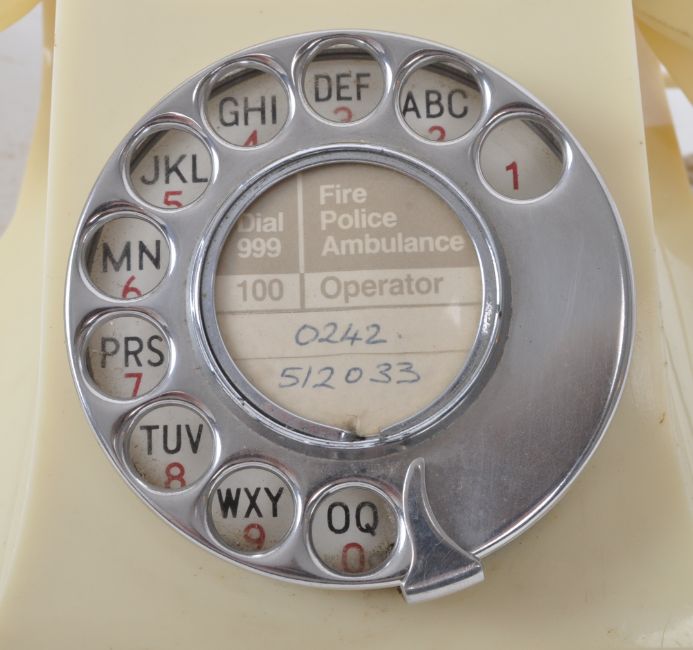 1
ABC
2
DEF
3
GHI
4
JKL
5
MN
6
PRS
7
TUV
8
WXY
9
OQ
0
Dial
999
Fire
Police
Ambulance
100 Operator
0242.
512033